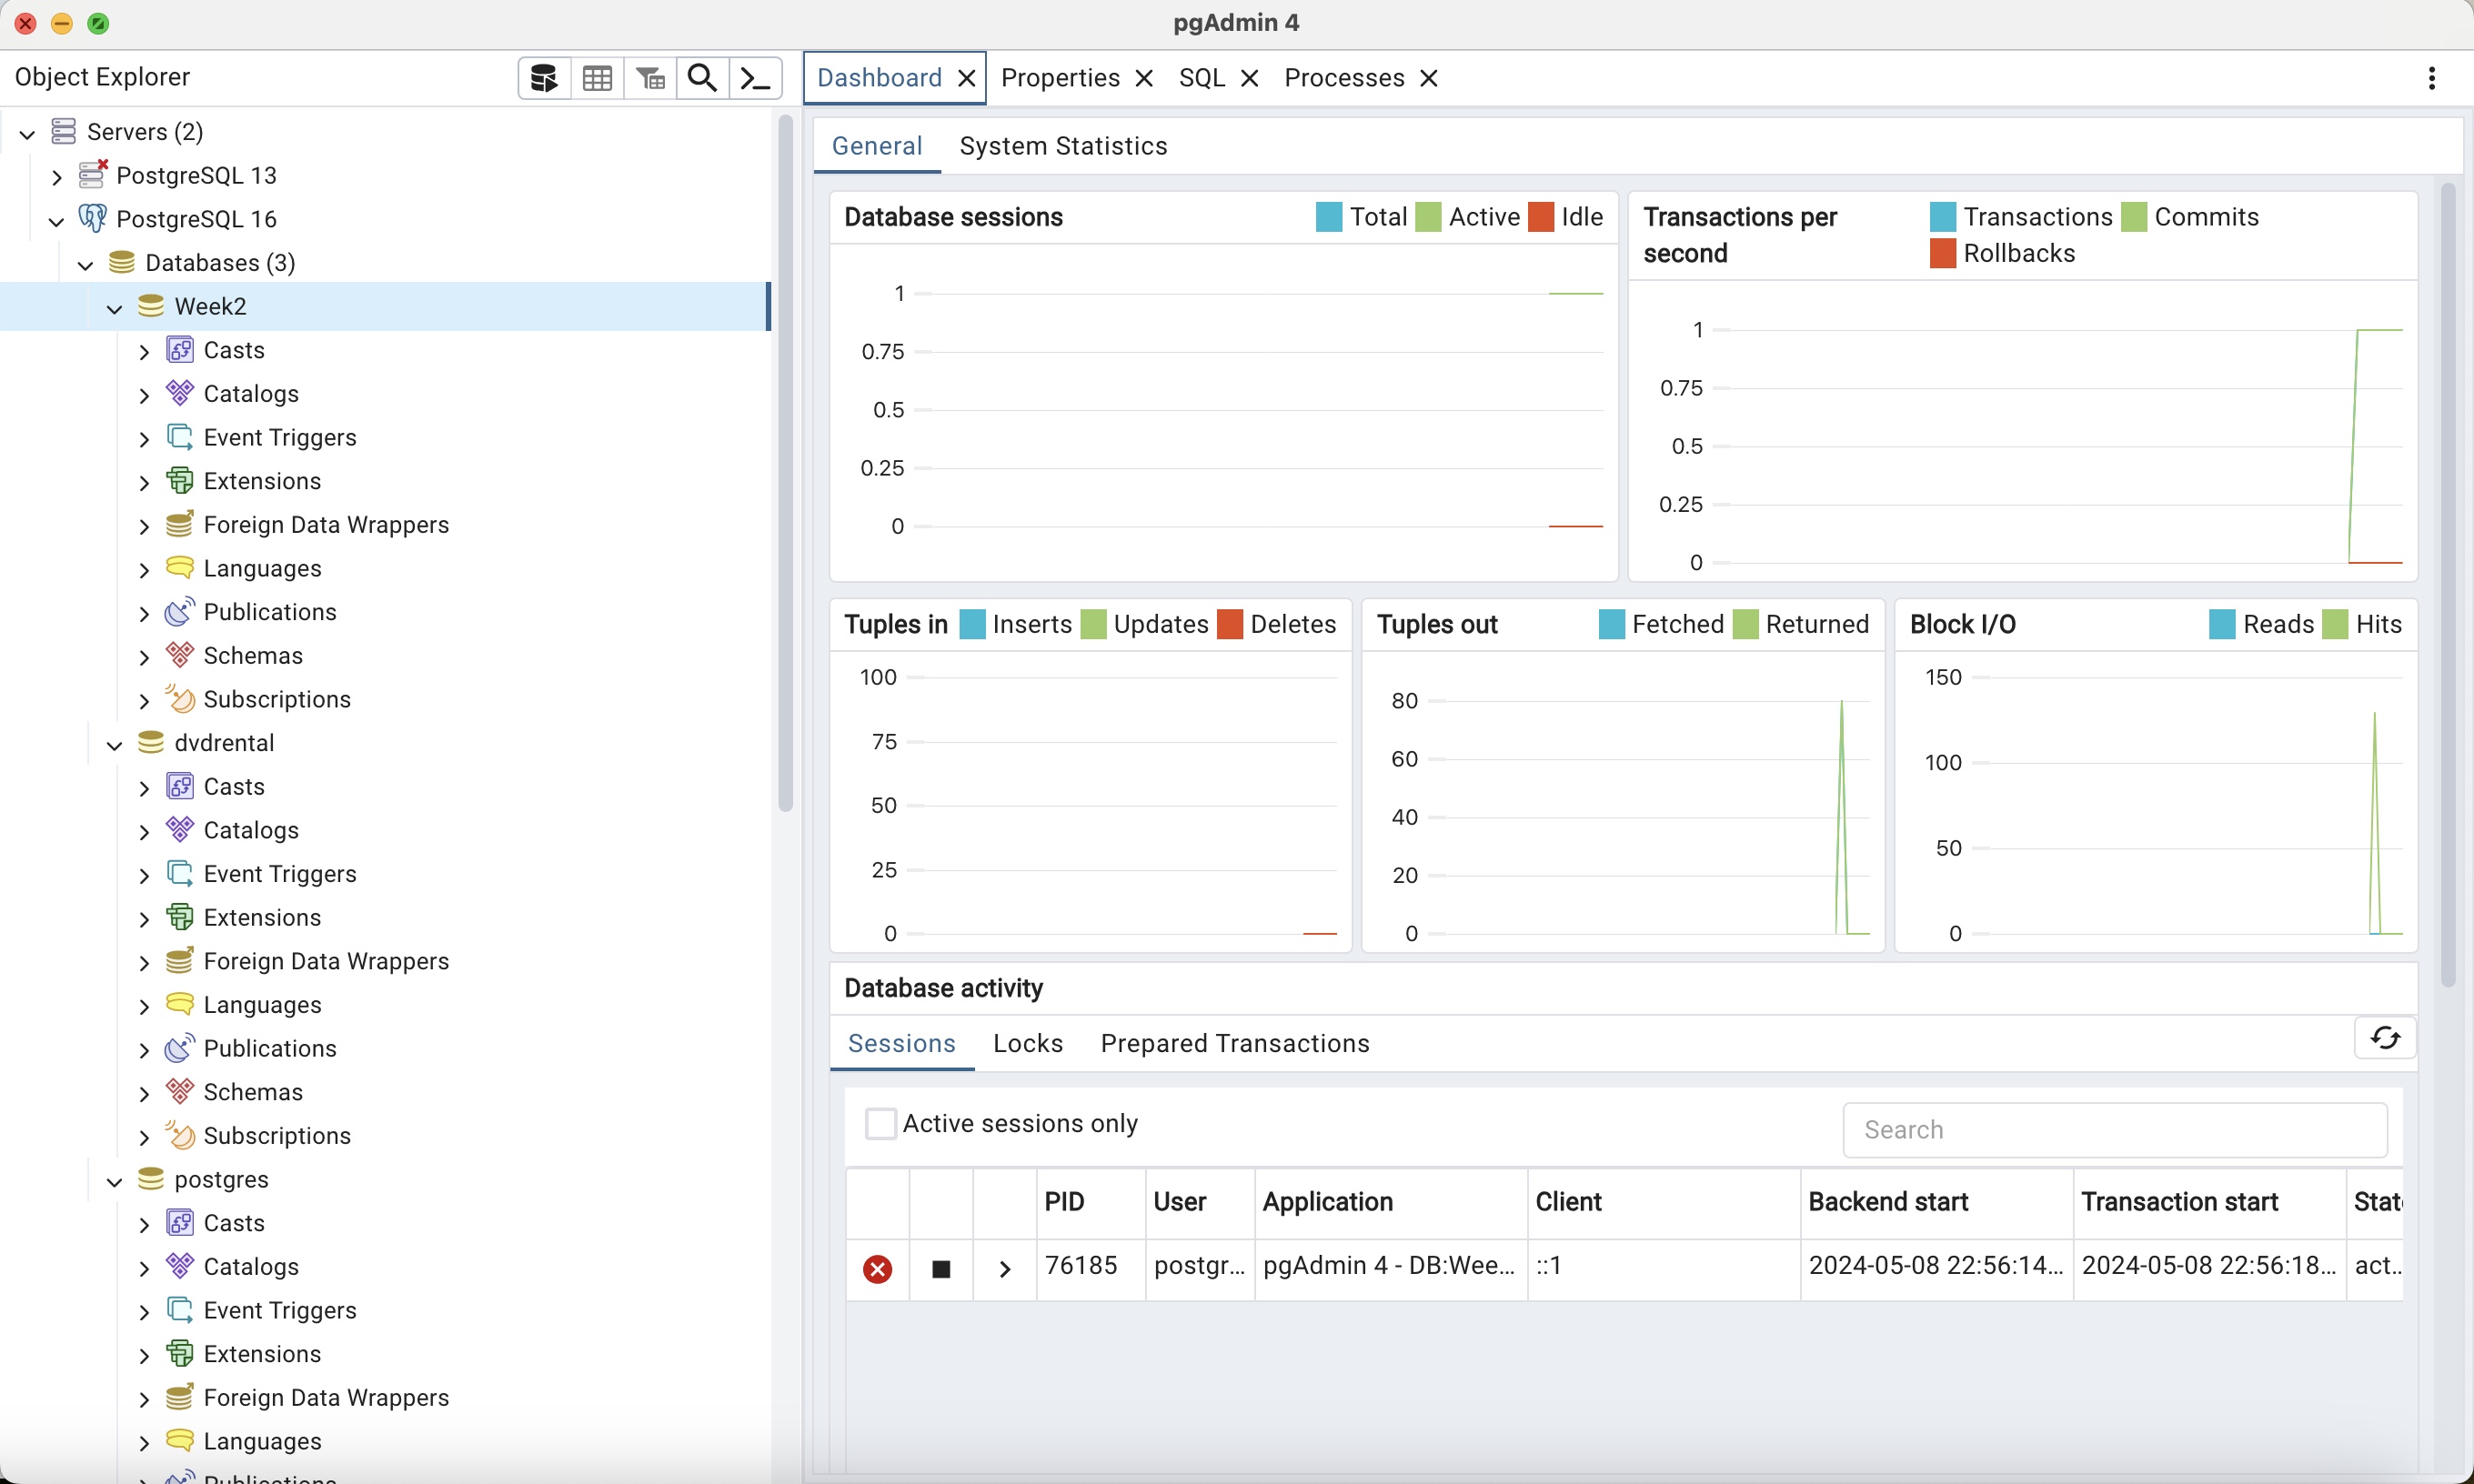 pgAdmin 4
Object Explorer
Dashboard
Properties
SQL
Processes
Servers (2)
PostgreSQL 13
PostgreSQL 16
Databases (3)
Week2
Casts
Catalogs
Event Triggers
Extensions
Foreign Data Wrappers
Languages
Publications
Schemas
Subscriptions
dvdrental
Casts
Catalogs
Event Triggers
Extensions
Foreign Data Wrappers
Languages
Publications
Schemas
Subscriptions
postgres
Casts
Catalogs
Event Triggers
Extensions
Foreign Data Wrappers
Languages
Publications
General
System Statistics
Database sessions
Total Active Idle
1
0.75
0.5
0.25
0
Transactions per
second
Transactions Commits
Rollbacks
1
0.75
0.5
0.25
0
Tuples in
Inserts Updates Deletes
100
75
50
25
0
Tuples out
Fetched Returned
80
60
40
20
0
Block I/O
Reads Hits
150
100
50
0
Database activity
Sessions
Locks
Prepared Transactions
Active sessions only
Search
PID User Application Client Backend start Transaction start Stat
76185 postgr... pgAdmin 4 - DB:Wee... ::1 2024-05-08 22:56:14... 2024-05-08 22:56:18... act...